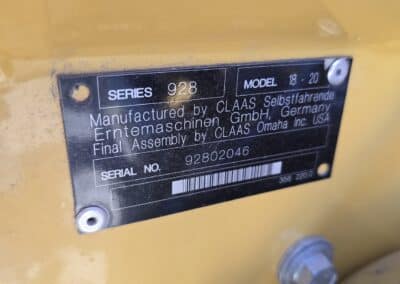 SERIES 928 MODEL 18 - 20
Manufactured by CLAAS Selbstfahrende
Erntemaschinen GmbH, Germany
Final Assembly by CLAAS Omaha Inc. USA
SERIAL NO. 92802046